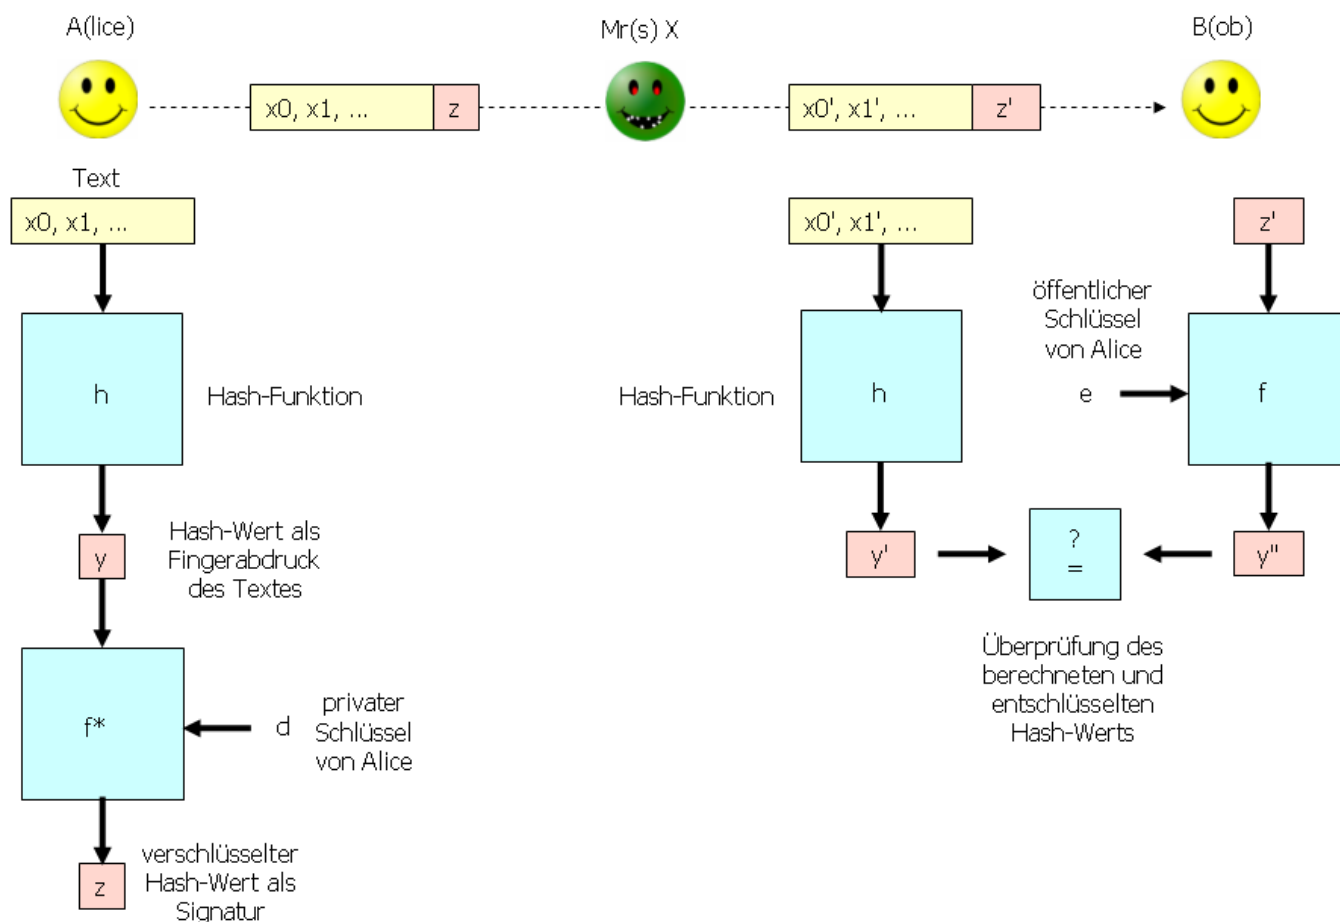 A(lice)
Mr(s) X
B(ob)
x0, x1, ...
z
x0', x1', ...
z'
Text
x0, x1, ...
h
Hash-Funktion
y
Hash-Wert als
Fingerabdruck
des Textes
f*
d
privater
Schlüssel
von Alice
z
verschlüsselter
Hash-Wert als
Signatur
x0', x1', ...
Hash-Funktion
h
y'
z'
öffentlicher
Schlüssel
von Alice
e
f
y"
?
=
Überprüfung des
berechneten und
entschlüsselten
Hash-Werts